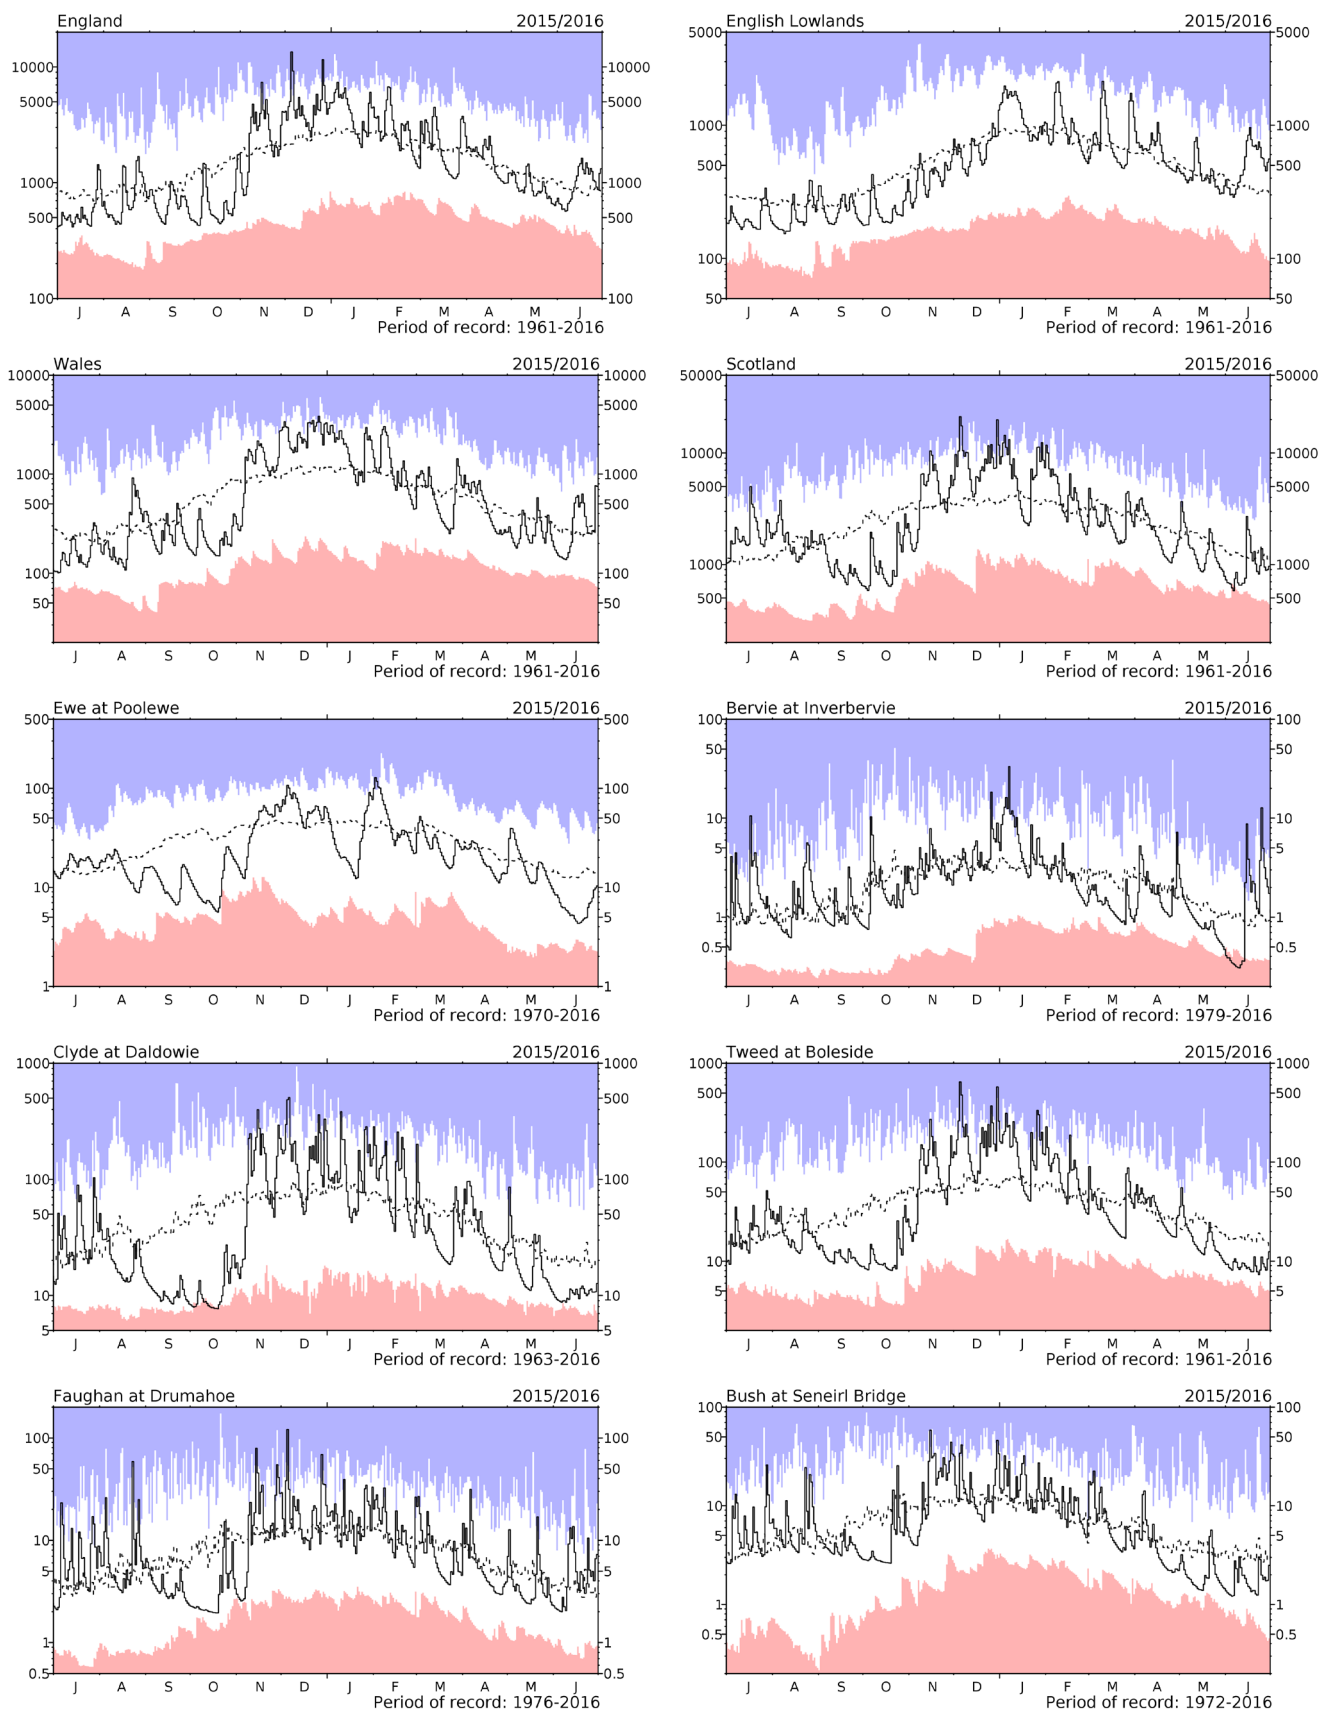 England 2015/2016 English Lowlands 2015/2016
5000 5000
10000 10000
5000 5000
1000 1000
1000 1000
500 500
500 500
100 100
100 100 50 50
J A S O N D J F M A M J J A S O N D J F M A M J
Period of record: 1961-2016 Period of record: 1961-2016
Wales 2015/2016 Scotland 2015/2016
10000 10000 50000 50000
5000 5000
10000 10000
1000 1000 5000 5000
500 500
1000 1000
100 100 500 500
50 50
J A S O N D J F M A M J J A S O N D J F M A M J
Period of record: 1961-2016 Period of record: 1961-2016
Ewe at Poolewe 2015/2016 Bervie at Inverbervie 2015/2016
500 500 100 100
50 50
100 100
50 50 10 10
5 5
10 10
5 5 1 1
0.5 0.5
1 1
J A S O N D J F M A M J J A S O N D J F M A M J
Period of record: 1970-2016 Period of record: 1979-2016
Clyde at Daldowie 2015/2016 Tweed at Boleside 2015/2016
1000 1000 1000 1000
500 500 500 500
100 100 100 100
50 50 50 50
10 10 10 10
5 5 5 5
J A S O N D J F M A M J J A S O N D J F M A M J
Period of record: 1963-2016 Period of record: 1961-2016
Faughan at Drumahoe 2015/2016 Bush at Seneirl Bridge 2015/2016
100 100
100 100 50 50
50 50
10 10
10 10 5 5
5 5
1 1
1 1 0.5 0.5
0.5 0.5
J A S O N D J F M A M J J A S O N D J F M A M J
Period of record: 1976-2016 Period of record: 1972-2016